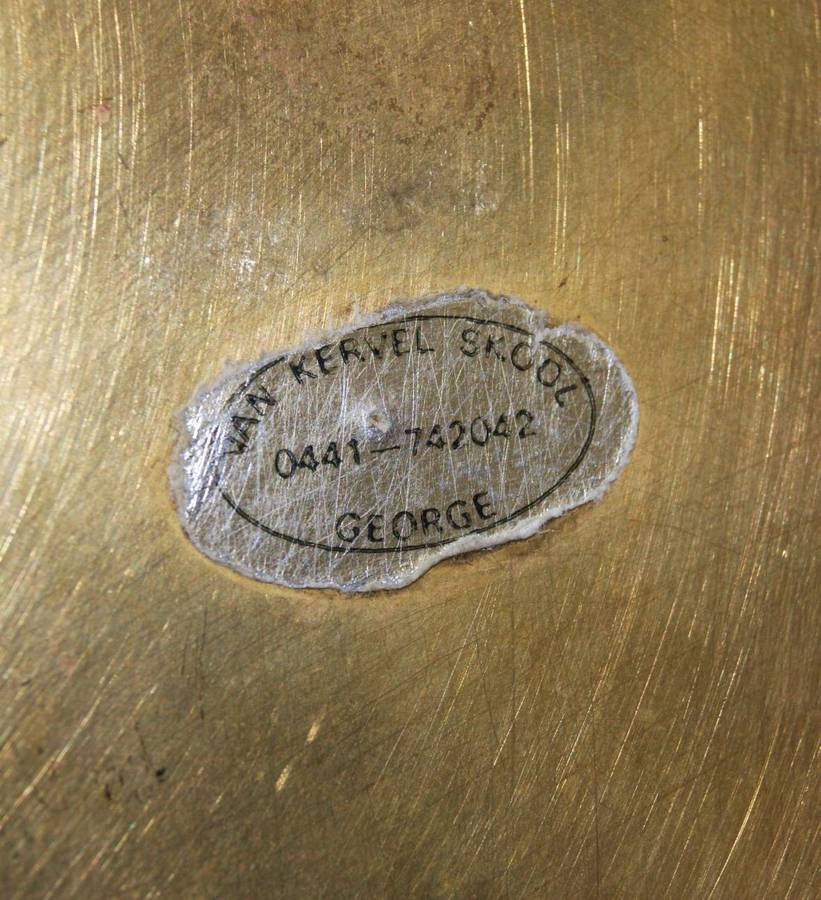 VAN KERVEL SKOOL
0441-742042
GEORGE